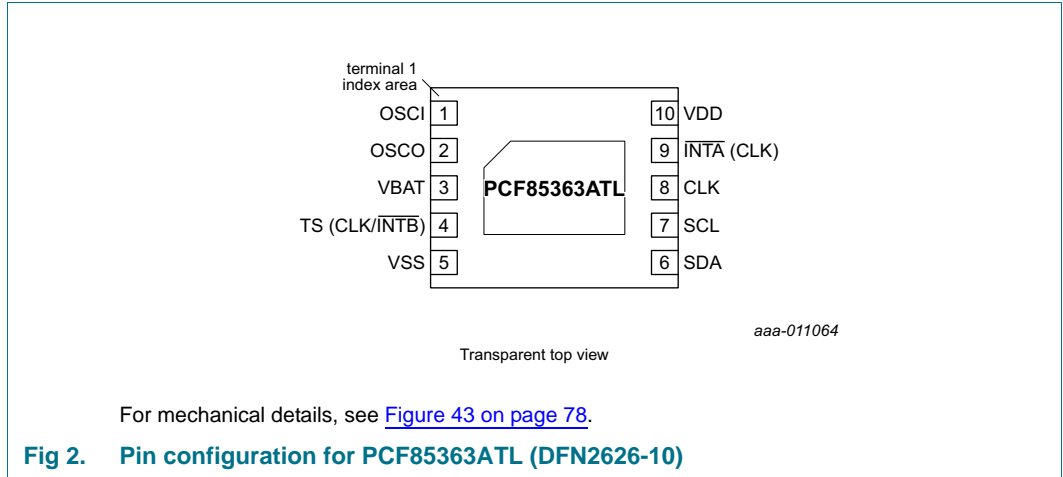 terminal 1
index area
OSCI 1
10 VDD
OSCO 2
9 INTA (CLK)
VBAT 3
PCF85363ATL
8 CLK
TS (CLK/INTB) 4
7 SCL
VSS 5
6 SDA
aaa-011064
Transparent top view
For mechanical details, see Figure 43 on page 78.
Fig 2. Pin configuration for PCF85363ATL (DFN2626-10)